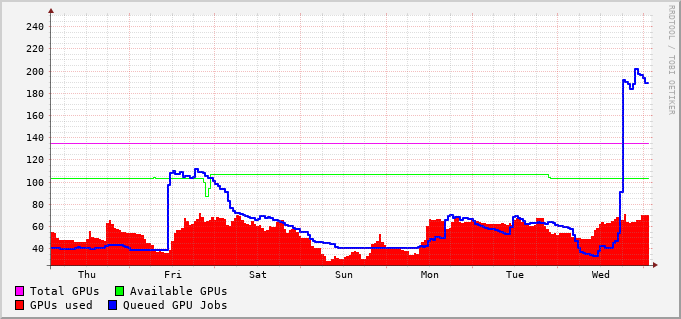 240
220
200
180
160
140
120
100
80
60
40
Thu Fri Sat Sun Mon Tue Wed
Total GPUs Available GPUs
GPUs used Queued GPU Jobs
RRDTOOL / TOBI OETIKER